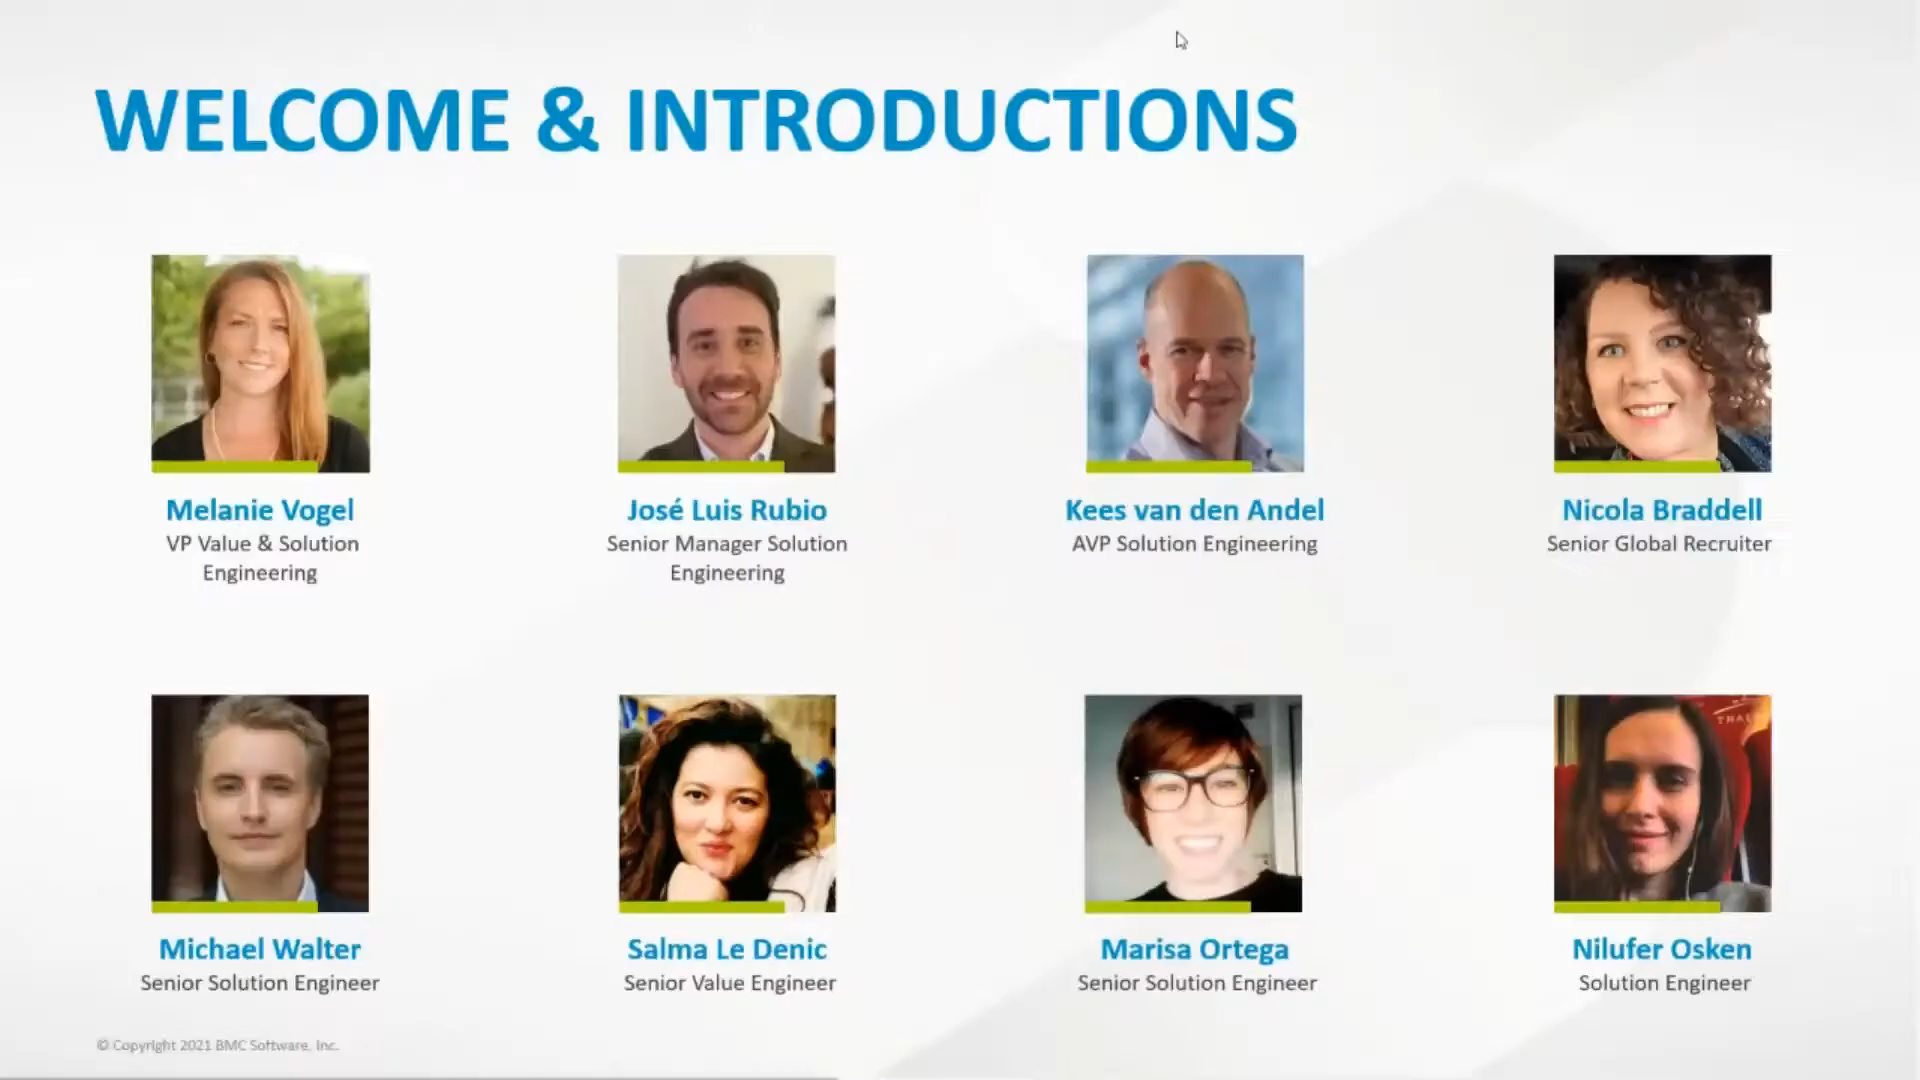 WELCOME & INTRODUCTIONS
Melanie Vogel
VP Value & Solution
Engineering
José Luis Rubio
Senior Manager Solution
Engineering
Kees van den Andel
AVP Solution Engineering
Nicola Braddell
Senior Global Recruiter
Michael Walter
Senior Solution Engineer
Salma Le Denic
Senior Value Engineer
Marisa Ortega
Senior Solution Engineer
Nilufer Osken
Solution Engineer
© Copyright 2021 BMC Software, Inc.